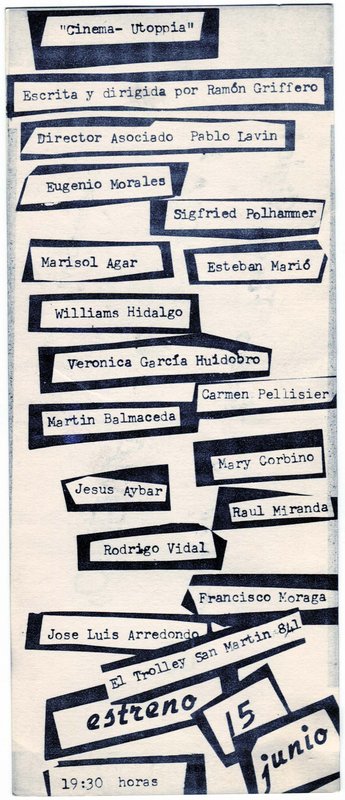 "Cinema- Utoppia"
Escrita y dirigida por Ramón Griffero
Director Asociado Pablo Lavin
Eugenio Morales
Sigfried Polhammer
Marisol Agar
Esteban Marió
Williams Hidalgo
Veronica García Huidobro
Carmen Pellisier
Martin Balmaceda
Mary Corbino
Jesus Aybar
Raul Miranda
Rodrigo Vidal
Francisco Moraga
Jose Luis Arredondo
El Trolley San Martin 841
estreno
15
junio
19:30 horas